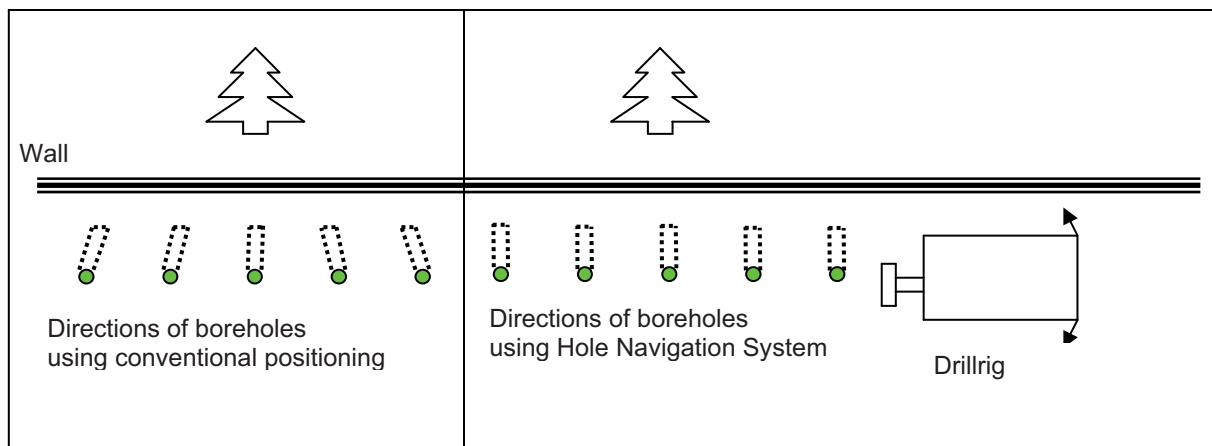 Wall
Directions of boreholes
using conventional positioning
Directions of boreholes
using Hole Navigation System
Drillrig